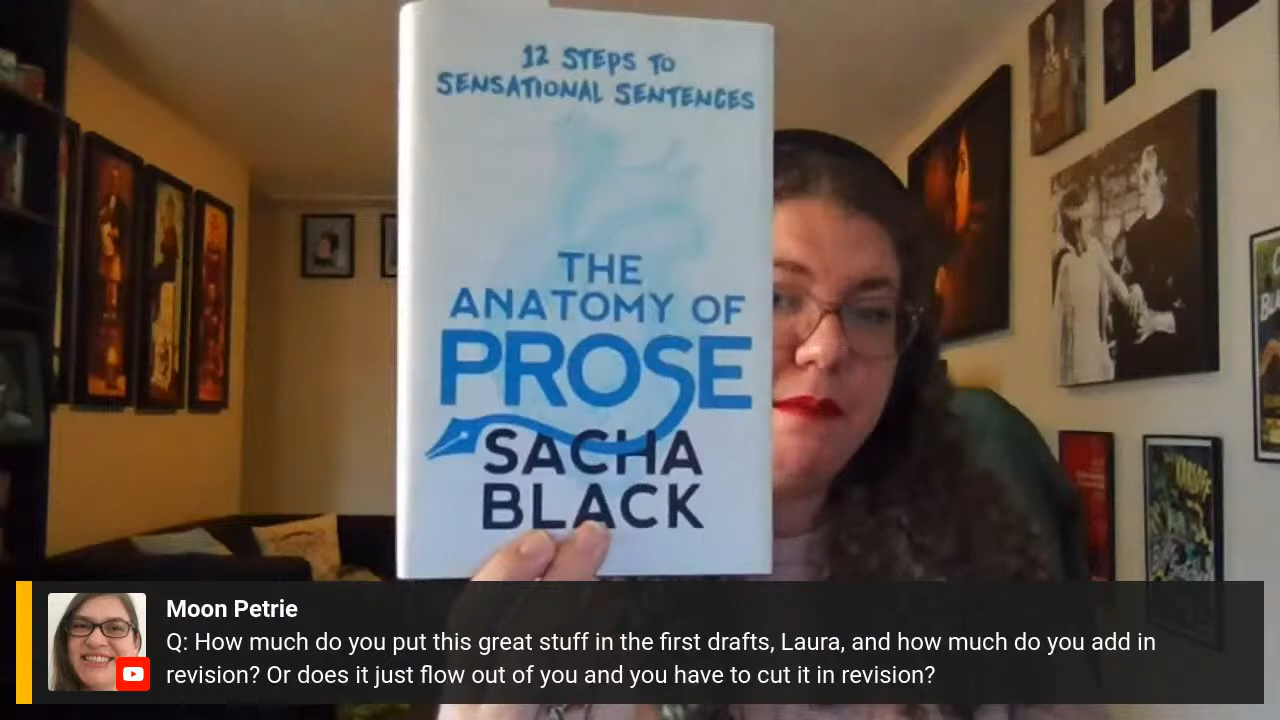 12 STEPS TO
SENSATIONAL SENTENCES
THE
ANATOMY OF
PROSE
SACHA
BLACK
Moon Petrie
Q: How much do you put this great stuff in the first drafts, Laura, and how much do you add in
revision? Or does it just flow out of you and you have to cut it in revision?